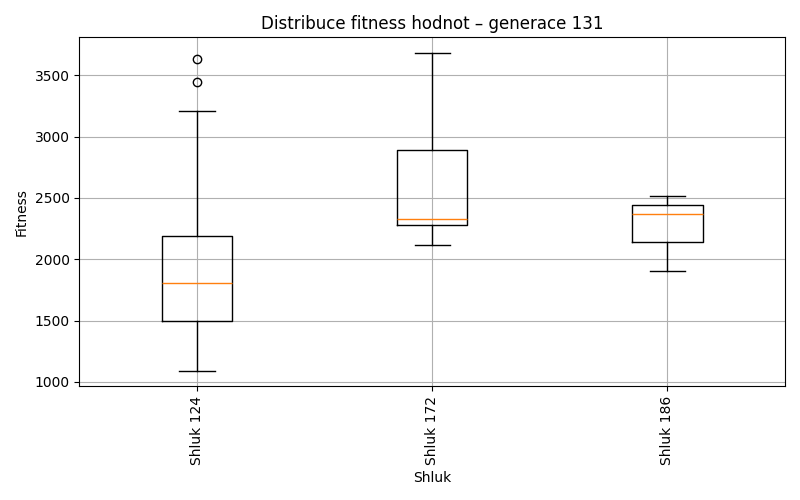 Distribuce fitness hodnot – generace 131
Fitness
3500
3000
2500
2000
1500
1000
Shluk 124
Shluk 172
Shluk 186
Shluk